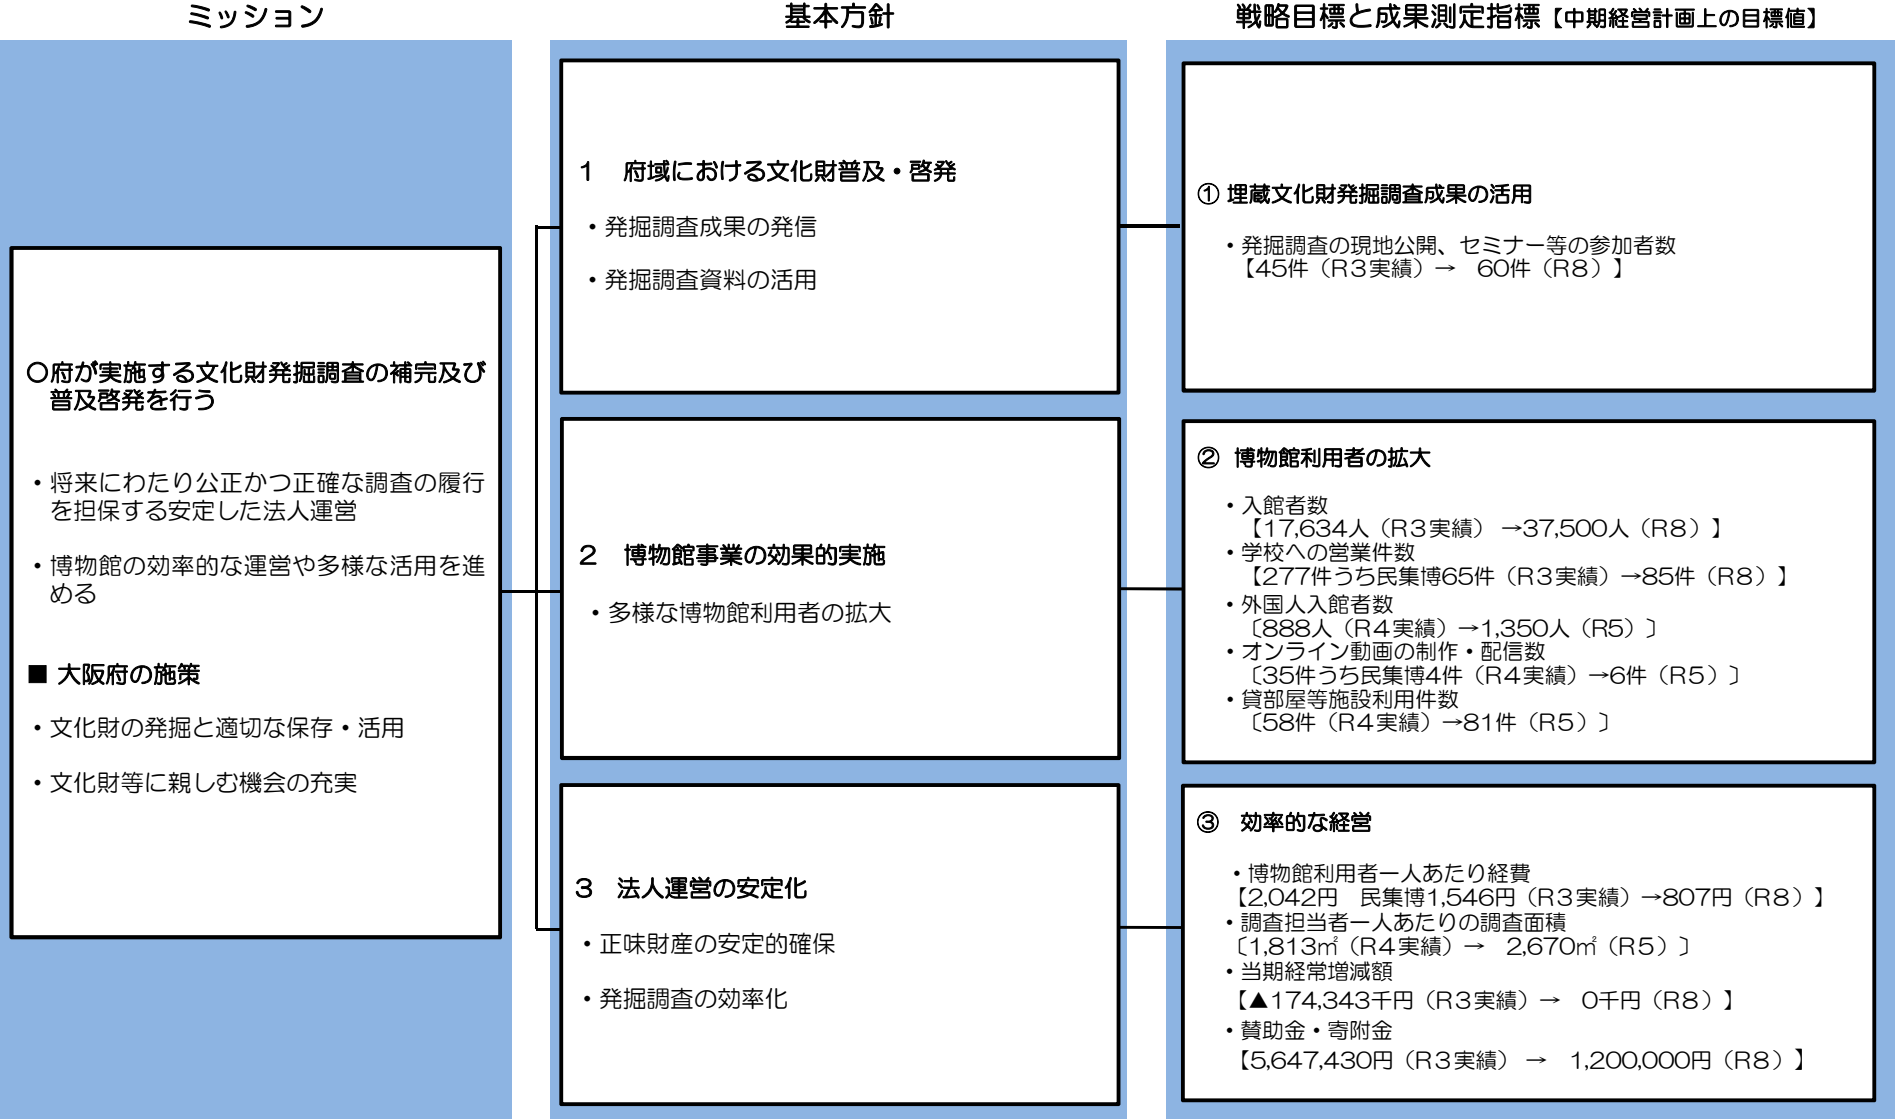 ミッション
〇府が実施する文化財発掘調査の補完及び
普及啓発を行う
・将来にわたり公正かつ正確な調査の履行
を担保する安定した法人運営
・博物館の効率的な運営や多様な活用を進
める
■ 大阪府の施策
・文化財の発掘と適切な保存・活用
・文化財等に親しむ機会の充実
基本方針
１　府域における文化財普及・啓発
・発掘調査成果の発信
・発掘調査資料の活用
２　博物館事業の効果的実施
・多様な博物館利用者の拡大
３　法人運営の安定化
・正味財産の安定的確保
・発掘調査の効率化
戦略目標と成果測定指標【中期経営計画上の目標値】
① 埋蔵文化財発掘調査成果の活用
・発掘調査の現地公開、セミナー等の参加者数
【45件（R３実績）→　60件（R8）】
② 博物館利用者の拡大
・入館者数
【17,634人（R３実績） →37,500人（R8）】
・学校への営業件数
【277件うち民集博65件（R３実績）→85件（R8）】
・外国人入館者数
〔888人（R４実績）→1,350人（R5）〕
・オンライン動画の制作・配信数
〔35件うち民集博4件（R４実績）→6件（R５）〕
・貸部屋等施設利用件数
〔58件（R４実績）→81件（R５）〕
③　効率的な経営
・博物館利用者一人あたり経費
【2,042円　民集博1,546円（R３実績）→807円（R８）】
・調査担当者一人あたりの調査面積
〔1,813㎡（R４実績）→　2,670㎡（R５）〕
・当期経常増減額
【▲174,343千円（R３実績）→　0千円（R８）】
・賛助金・寄附金
【5,647,430円（R３実績） →　1,200,000円（R８）】